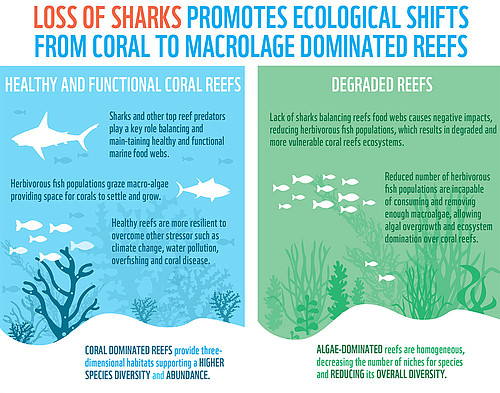 LOSS OF SHARKS PROMOTES ECOLOGICAL SHIFTS
FROM CORAL TO MACROLAGE DOMINATED REEFS
HEALTHY AND FUNCTIONAL CORAL REEFS
Sharks and other top reef predators
play a key role balancing and
main-taining healthy and functional
marine food webs.
Herbivorous fish populations graze macro-algae
providing space for corals to settle and grow.
Healthy reefs are more resilient to
overcome other stressor such as
climate change, water pollution,
overfishing and coral disease.
CORAL DOMINATED REEFS provide three-
dimensional habitats supporting a HIGHER
SPECIES DIVERSITY and ABUNDANCE.
DEGRADED REEFS
Lack of sharks balancing reefs food webs causes negative impacts,
reducing herbivorous fish populations, which results in degraded and
more vulnerable coral reefs ecosystems.
Reduced number of herbivorous
fish populations are incapable
of consuming and removing
enough macroalgae, allowing
algal overgrowth and ecosystem
domination over coral reefs.
ALGAE-DOMINATED reefs are homogeneous,
decreasing the number of niches for species
and REDUCING its OVERALL DIVERSITY.